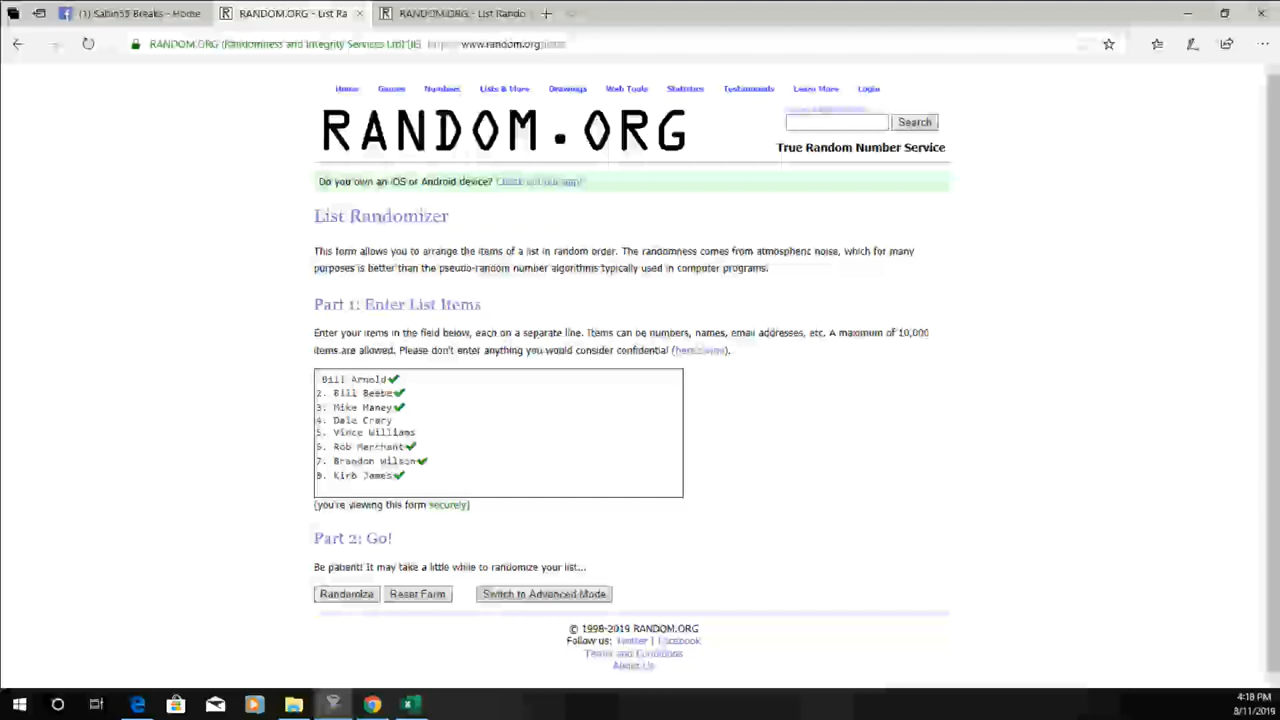 (1) Sabin55 Breaks - Home
RANDOM.ORG - List Ra
RANDOM.ORG - List Rando
RANDOM.ORG (Randomness and Integrity Services Ltd) [IE]
www.random.org
Home Games Numbers Lists & More Drawings Web Tools Statistics Testimonials Learn More Login
RANDOM.ORG
Search
True Random Number Service
Do you own an iOS or Android device? Check out our app!
List Randomizer
This form allows you to arrange the items of a list in random order. The randomness comes from atmospheric noise, which for many
purposes is better than the pseudo-random number algorithms typically used in computer programs.
Part 1: Enter List Items
Enter your items in the field below, each on a separate line. Items can be numbers, names, email addresses, etc. A maximum of 10,000
items are allowed. Please don't enter anything you would consider confidential (here's why).
Bill Arnold✔
2. Bill Beebe✔
3. Mike Maney✔
4. Dale Crary
5. Vince Williams
6. Rob Merchant✔
7. Brandon Wilson✔
8. Kirb James✔
(you're viewing this form securely)
Part 2: Go!
Be patient! It may take a little while to randomize your list...
Randomize Reset Form Switch to Advanced Mode
© 1998-2019 RANDOM.ORG
Follow us: Twitter | Facebook
Terms and Conditions
About Us
4:18 PM
8/11/2019